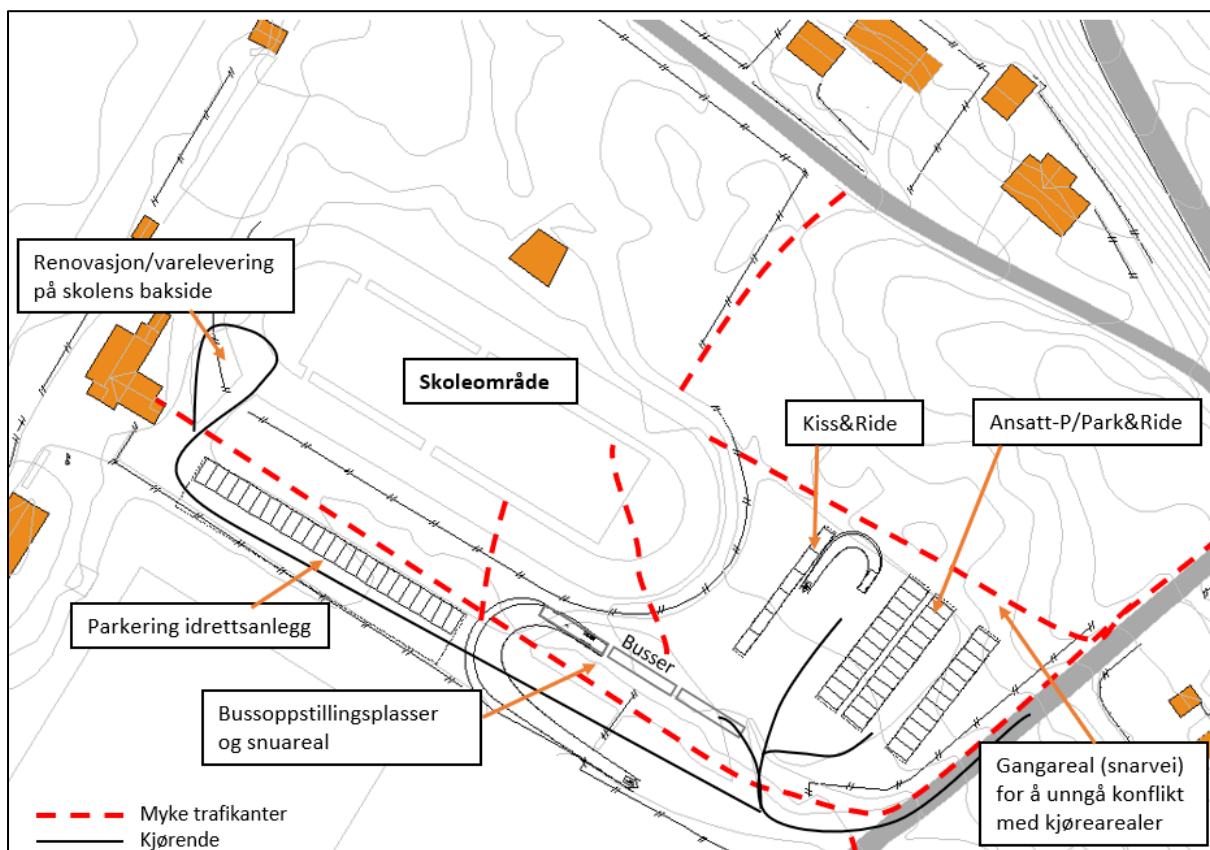 Renovasjon/varelevering
på skolens bakside
Skoleområde
Kiss&Ride
Ansatt-P/Park&Ride
Parkering idrettsanlegg
Busser
Bussoppstillingsplasser
og snuareal
Gangareal (snarvei)
for å unngå konflikt
med kjørearealer
Myke trafikanter
Kjørende